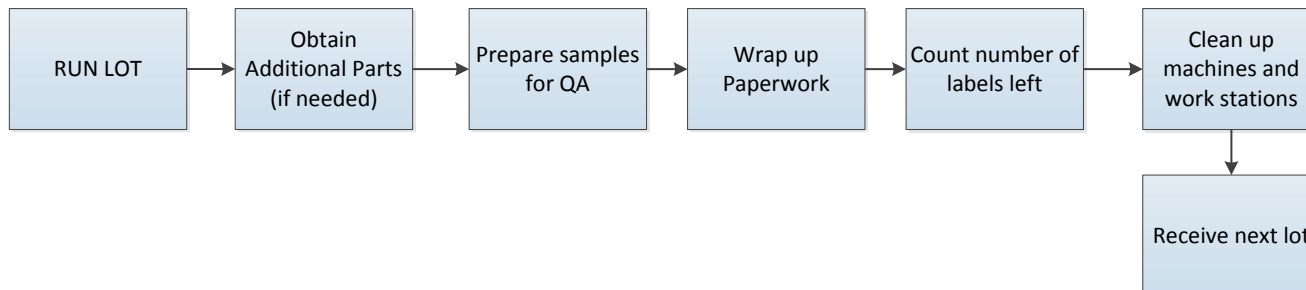 RUN LOT
Obtain
Additional Parts
(if needed)
Prepare samples
for QA
Wrap up
Paperwork
Count number of
labels left
Clean up
machines and
work stations
Receive next lot